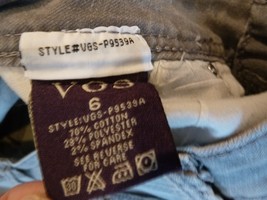 STYLE#VGS-P9539A
VGS
6
STYLE:VGS-P9539A
70% COTTON
28% POLYESTER
2% SPANDEX
SEE REVERSE
FOR CARE